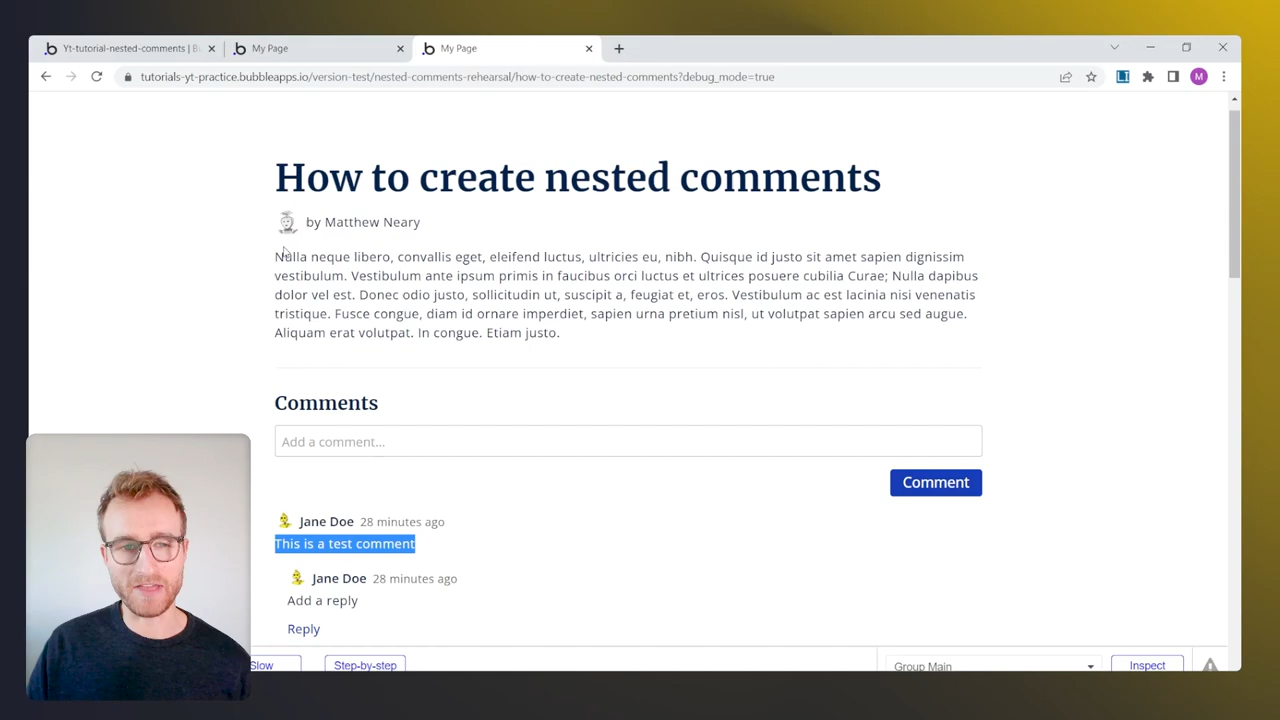 Yt-tutorial-nested-comments | Bu
My Page
My Page
tutorials-yt-practice.bubbleapps.io/version-test/nested-comments-rehearsal/how-to-create-nested-comments?debug_mode=true
M
How to create nested comments
by Matthew Neary
Nulla neque libero, convallis eget, eleifend luctus, ultricies eu, nibh. Quisque id justo sit amet sapien dignissim
vestibulum. Vestibulum ante ipsum primis in faucibus orci luctus et ultrices posuere cubilia Curae; Nulla dapibus
dolor vel est. Donec odio justo, sollicitudin ut, suscipit a, feugiat et, eros. Vestibulum ac est lacinia nisi venenatis
tristique. Fusce congue, diam id ornare imperdiet, sapien urna pretium nisl, ut volutpat sapien arcu sed augue.
Aliquam erat volutpat. In congue. Etiam justo.
Comments
Add a comment...
Comment
Jane Doe 28 minutes ago
This is a test comment
Jane Doe 28 minutes ago
Add a reply
Reply
Slow
Step-by-step
Group Main
Inspect